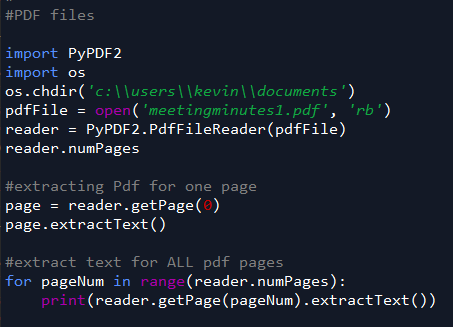 #PDF files
import PyPDF2
import os
os.chdir('c:\\users\\kevin\\documents')
pdfFile = open('meetingminutes1.pdf', 'rb')
reader = PyPDF2.PdfFileReader(pdfFile)
reader.numPages
#extracting Pdf for one page
page = reader.getPage(0)
page.extractText()
#extract text for ALL pdf pages
for pageNum in range(reader.numPages):
    print(reader.getPage(pageNum).extractText())